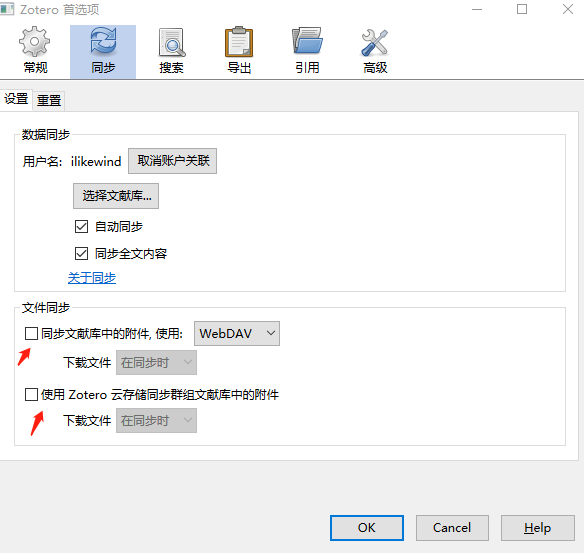 Zotero 首选项
常规 同步 搜索 导出 引用 高级
设置 重置
数据同步
用户名: ilikewind 取消账户关联
选择文献库...
自动同步
同步全文内容
关于同步
文件同步
同步文献库中的附件, 使用: WebDAV
下载文件 在同步时
使用 Zotero 云存储同步群组文献库中的附件
下载文件 在同步时
OK Cancel Help